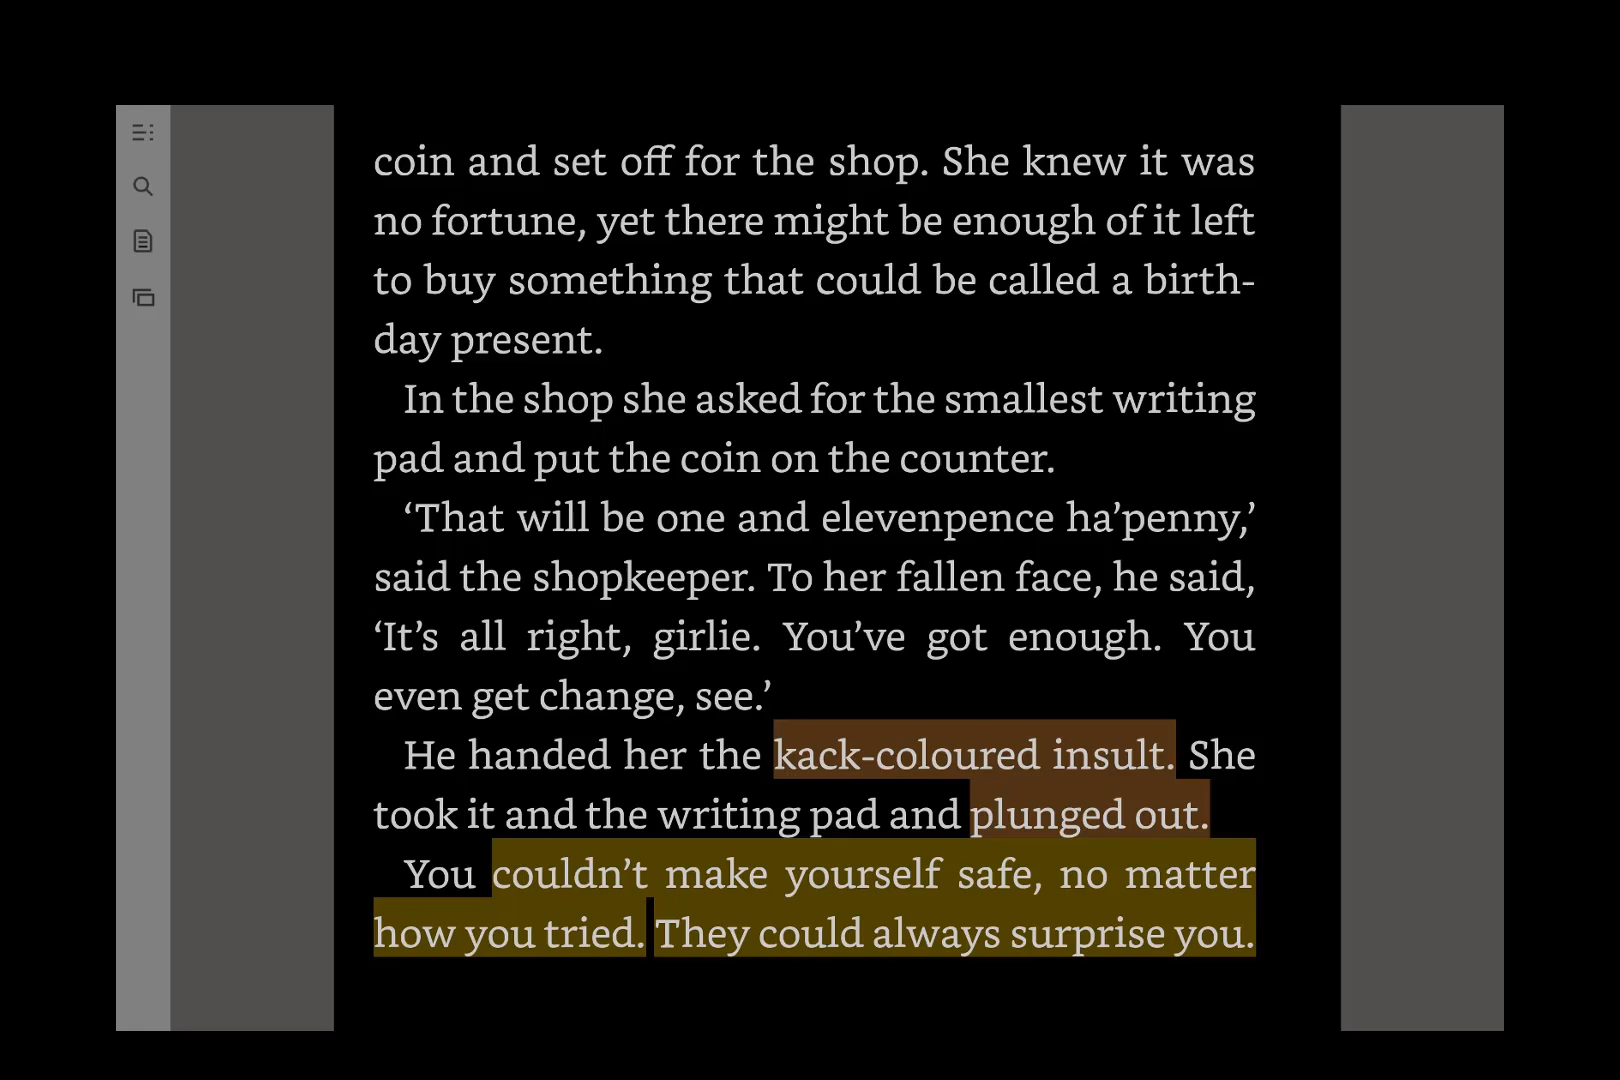 coin and set off for the shop. She knew it was
no fortune, yet there might be enough of it left
to buy something that could be called a birth-
day present.
In the shop she asked for the smallest writing
pad and put the coin on the counter.
‘That will be one and elevenpence ha’penny,’
said the shopkeeper. To her fallen face, he said,
‘It’s all right, girlie. You’ve got enough. You
even get change, see.’
He handed her the kack-coloured insult. She
took it and the writing pad and plunged out.
You couldn’t make yourself safe, no matter
how you tried. They could always surprise you.